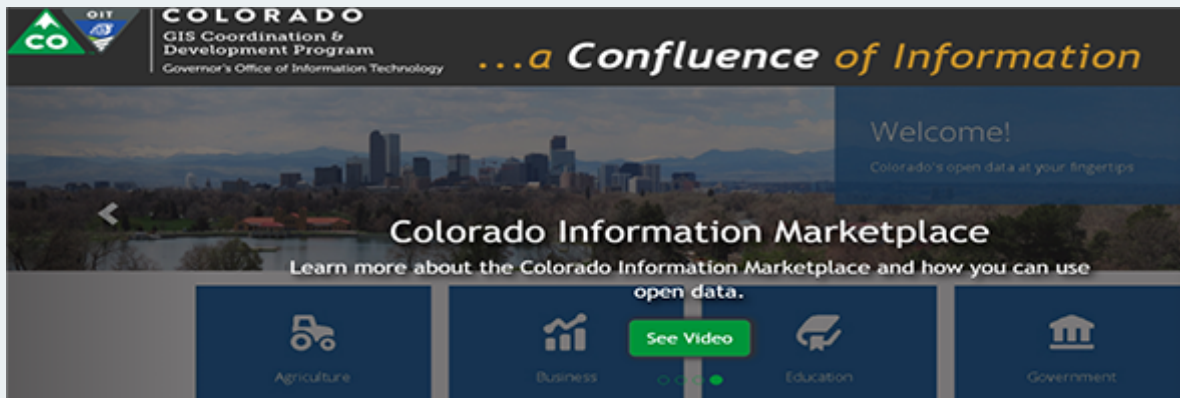 OIT
CO
COLORADO
GIS Coordination &
Development Program
Governor's Office of Information Technology
...a Confluence of Information
Welcome!
Colorado's open data at your fingertips
Colorado Information Marketplace
Learn more about the Colorado Information Marketplace and how you can use
open data.
See Video
Agriculture
Business
Education
Government